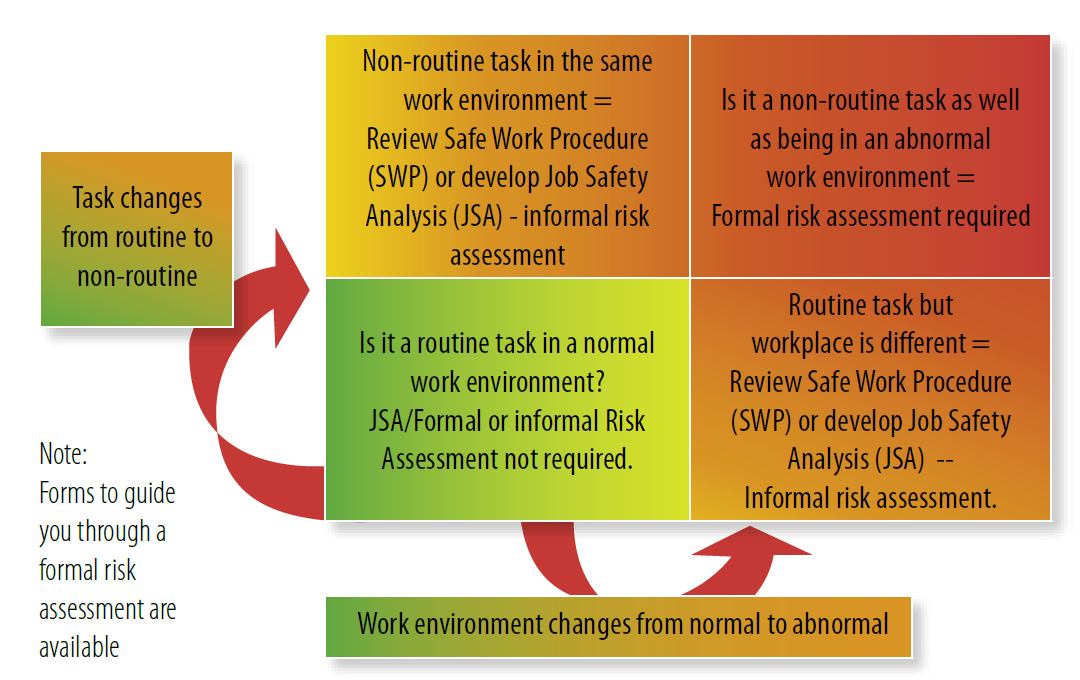 Non-routine task in the same
work environment =
Review Safe Work Procedure
(SWP) or develop Job Safety
Analysis (JSA) - informal risk
assessment
Is it a non-routine task as well
as being in an abnormal
work environment =
Formal risk assessment required
Task changes
from routine to
non-routine
Is it a routine task in a normal
work environment?
JSA/Formal or informal Risk
Assessment not required.
Routine task but
workplace is different =
Review Safe Work Procedure
(SWP) or develop Job Safety
Analysis (JSA) --
Informal risk assessment.
Note:
Forms to guide
you through a
formal risk
assessment are
available
Work environment changes from normal to abnormal